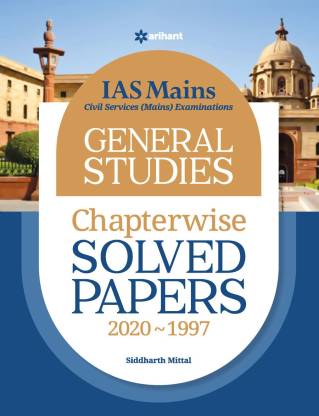 arihant
IAS Mains
Civil Services (Mains) Examinations
GENERAL
STUDIES
Chapterwise
SOLVED
PAPERS
2020~1997
Siddharth Mittal